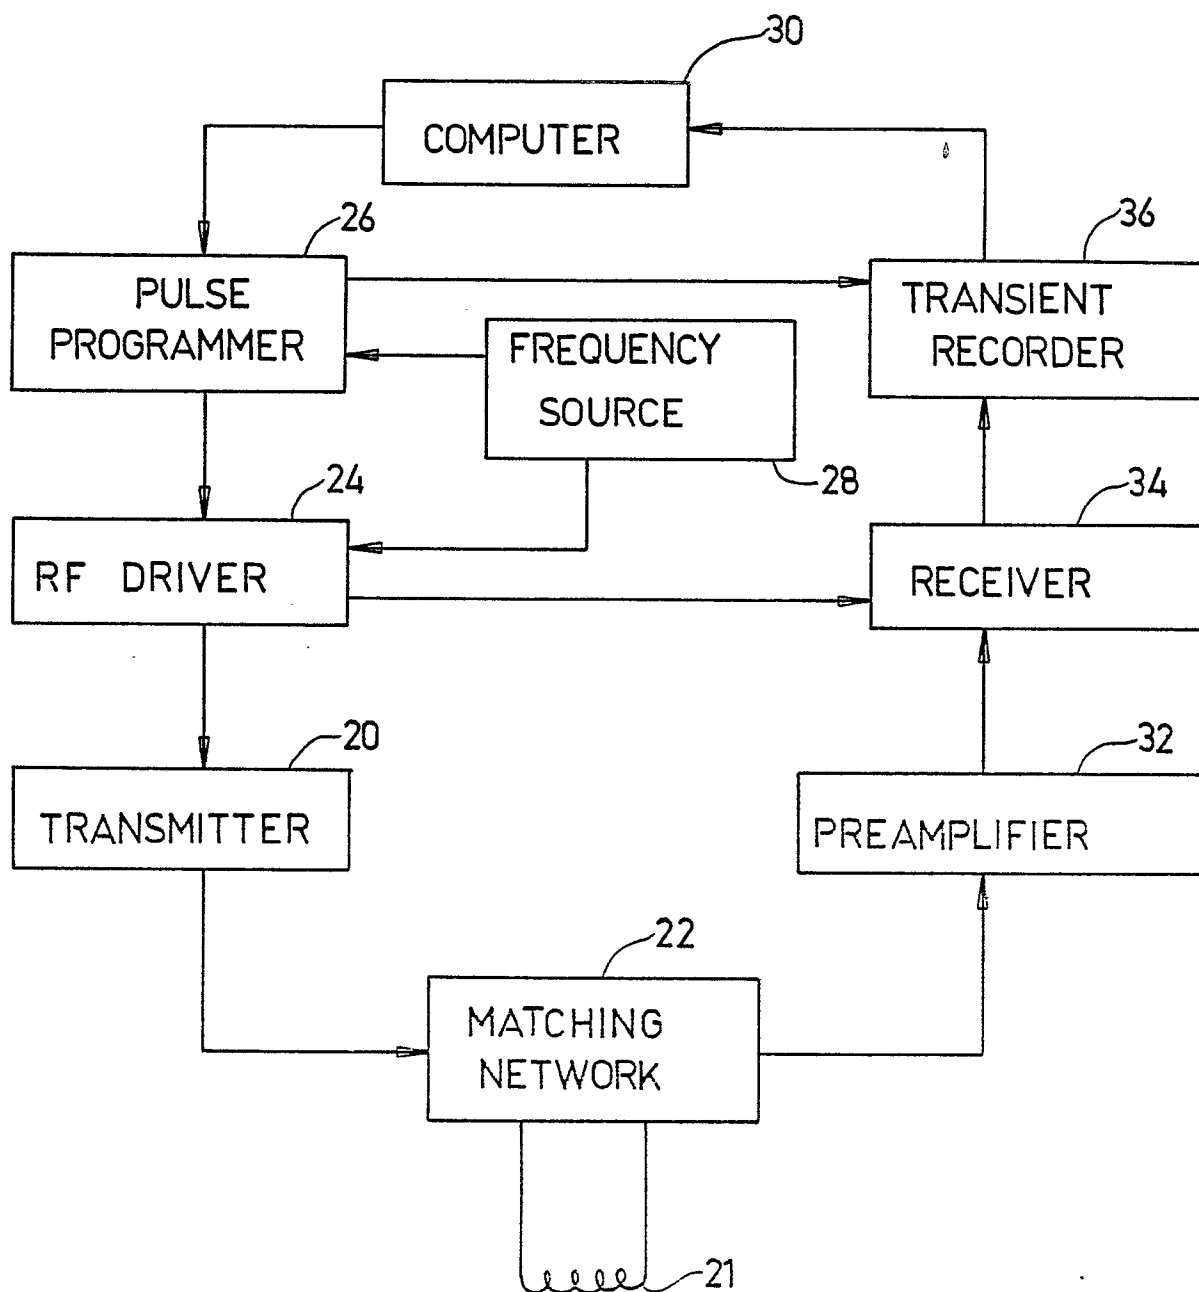 30
COMPUTER
26
PULSE
PROGRAMMER
36
TRANSIENT
RECORDER
FREQUENCY
SOURCE
28
24
RF DRIVER
34
RECEIVER
20
TRANSMITTER
32
PREAMPLIFIER
22
MATCHING
NETWORK
21